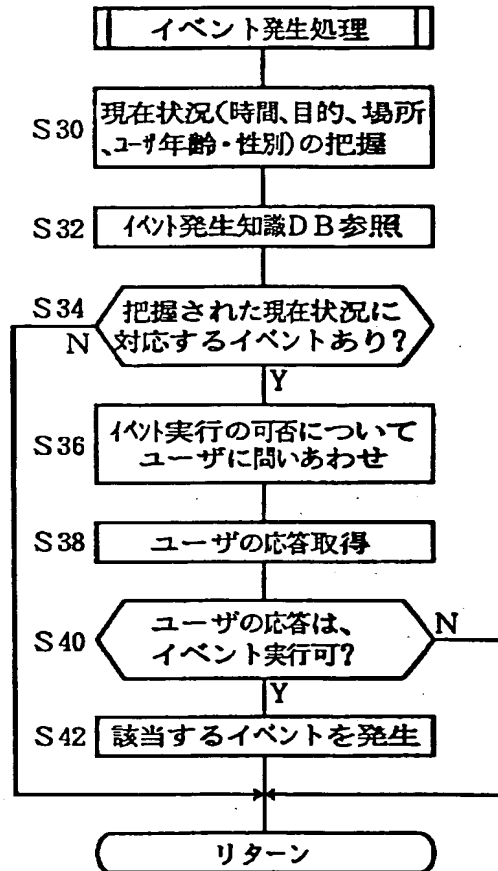 イベント発生処理
S30
現在状況(時間、目的、場所
、ユーザ年齢・性別)の把握
S32
イベント発生知識DB参照
S34
把握された現在状況に
対応するイベントあり?
N
Y
S36
イベント実行の可否について
ユーザに問いあわせ
S38
ユーザの応答取得
S40
ユーザの応答は、
イベント実行可?
N
Y
S42
該当するイベントを発生
リターン